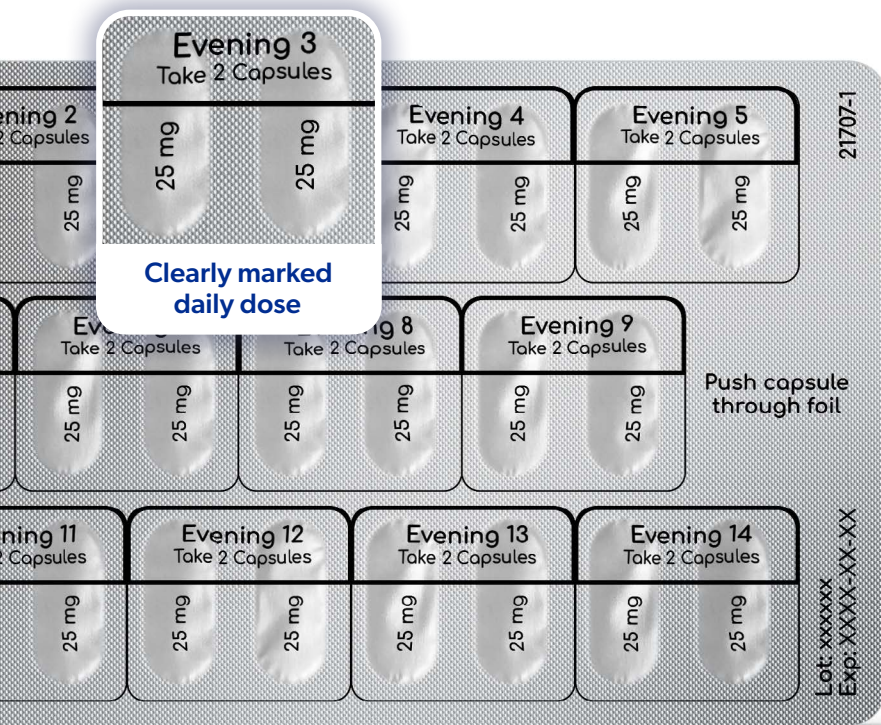 Evening 3
Take 2 Capsules
25 mg
25 mg
Clearly marked
daily dose
ening 2
2 Capsules
25 mg
Evening 4
Take 2 Capsules
25 mg
25 mg
Evening 5
Take 2 Capsules
25 mg
25 mg
21707-1
Take 2 Capsules
25 mg
25 mg
8
Take 2 Capsules
25 mg
25 mg
Evening 9
Take 2 Capsules
25 mg
25 mg
Push capsule
through foil
ning 11
2 Capsules
25 mg
Evening 12
Take 2 Capsules
25 mg
25 mg
Evening 13
Take 2 Capsules
25 mg
25 mg
Evening 14
Take 2 Capsules
25 mg
25 mg
Lot: xxxxxx
Exp: XXXX-XX-XX